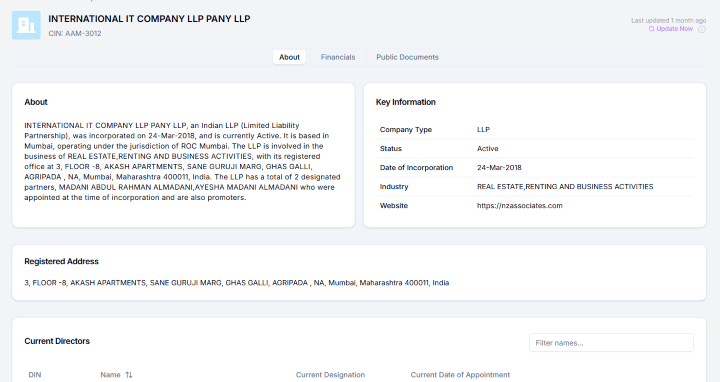 INTERNATIONAL IT COMPANY LLP PANY LLP
CIN: AAM-3012
Last updated 1 month ago
Update Now
About
Financials
Public Documents
About
INTERNATIONAL IT COMPANY LLP PANY LLP, an Indian LLP (Limited Liability
Partnership), was incorporated on 24-Mar-2018, and is currently Active. It is based in
Mumbai, operating under the jurisdiction of ROC Mumbai. The LLP is involved in the
business of REAL ESTATE,RENTING AND BUSINESS ACTIVITIES, with its registered
office at 3, FLOOR -8, AKASH APARTMENTS, SANE GURUJI MARG, GHAS GALLI,
AGRIPADA , NA, Mumbai, Maharashtra 400011, India. The LLP has a total of 2 designated
partners, MADANI ABDUL RAHMAN ALMADANI,AYESHA MADANI ALMADANI who were
appointed at the time of incorporation and are also promoters.
Key Information
Company Type LLP
Status Active
Date of Incorporation 24-Mar-2018
Industry REAL ESTATE,RENTING AND BUSINESS ACTIVITIES
Website https://nzassociates.com
Registered Address
3, FLOOR -8, AKASH APARTMENTS, SANE GURUJI MARG, GHAS GALLI, AGRIPADA , NA, Mumbai, Maharashtra 400011, India
Current Directors
Filter names...
DIN Name Current Designation Current Date of Appointment